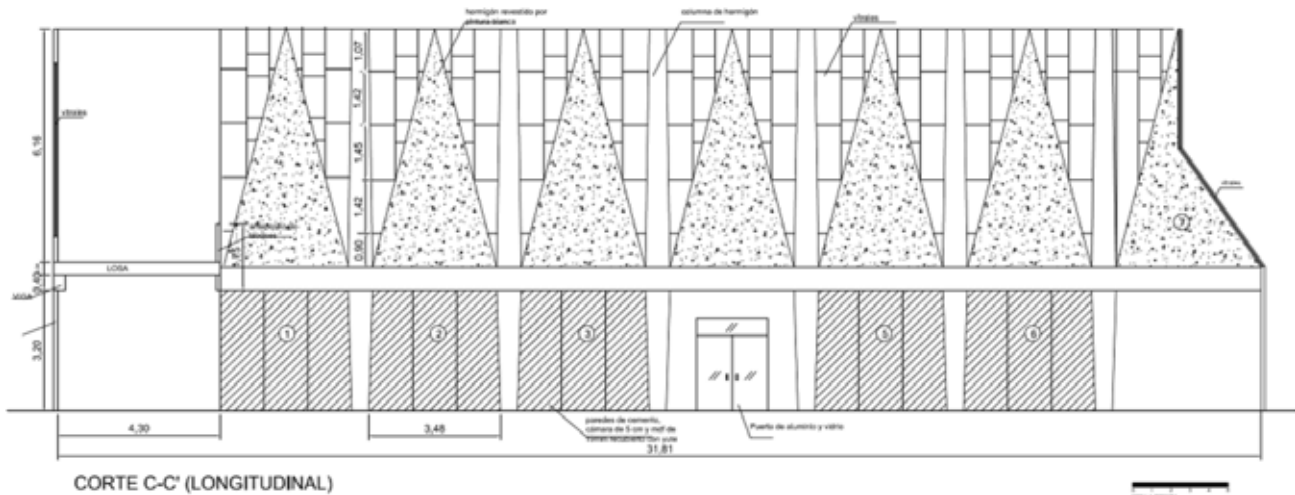 hormigón revestido por
pintura blanca
columna de hormigón
vitrales
1,07
vitrales
1,42
6,16
1,45
vitrales
1,42
7
0,90
LOSA
0,40
VIGA
1
2
3
5
6
3,20
paredes de cemento,
cámara de 5 cm y mdf de
Puerta de aluminio y vidrio
4,30
3,48
31,81
CORTE C-C' (LONGITUDINAL)